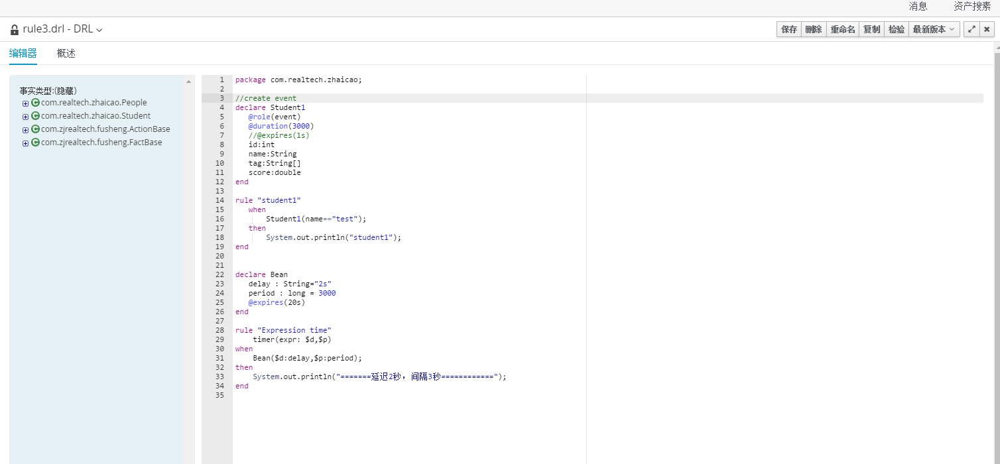 消息 资产搜素
rule3.drl - DRL
保存 删除 重命名 复制 检验 最新版本
编辑器 概述
事实类型:(隐藏)
com.realtech.zhaicao.People
com.realtech.zhaicao.Student
com.zjrealtech.fusheng.ActionBase
com.zjrealtech.fusheng.FactBase
1 package com.realtech.zhaicao;
2
3 //create event
4 declare Student1
5 @role(event)
6 @duration(3000)
7 //@expires(1s)
8 id:int
9 name:String
10 tag:String[]
11 score:double
12 end
13
14 rule "student1"
15 when
16 Student1(name=="test");
17 then
18 System.out.println("student1");
19 end
20
21
22 declare Bean
23 delay : String="2s"
24 period : long = 3000
25 @expires(20s)
26 end
27
28 rule "Expression time"
29 timer(expr: $d,$p)
30 when
31 Bean($d:delay,$p:period);
32 then
33 System.out.println("=======延迟2秒，间隔3秒============");
34 end
35